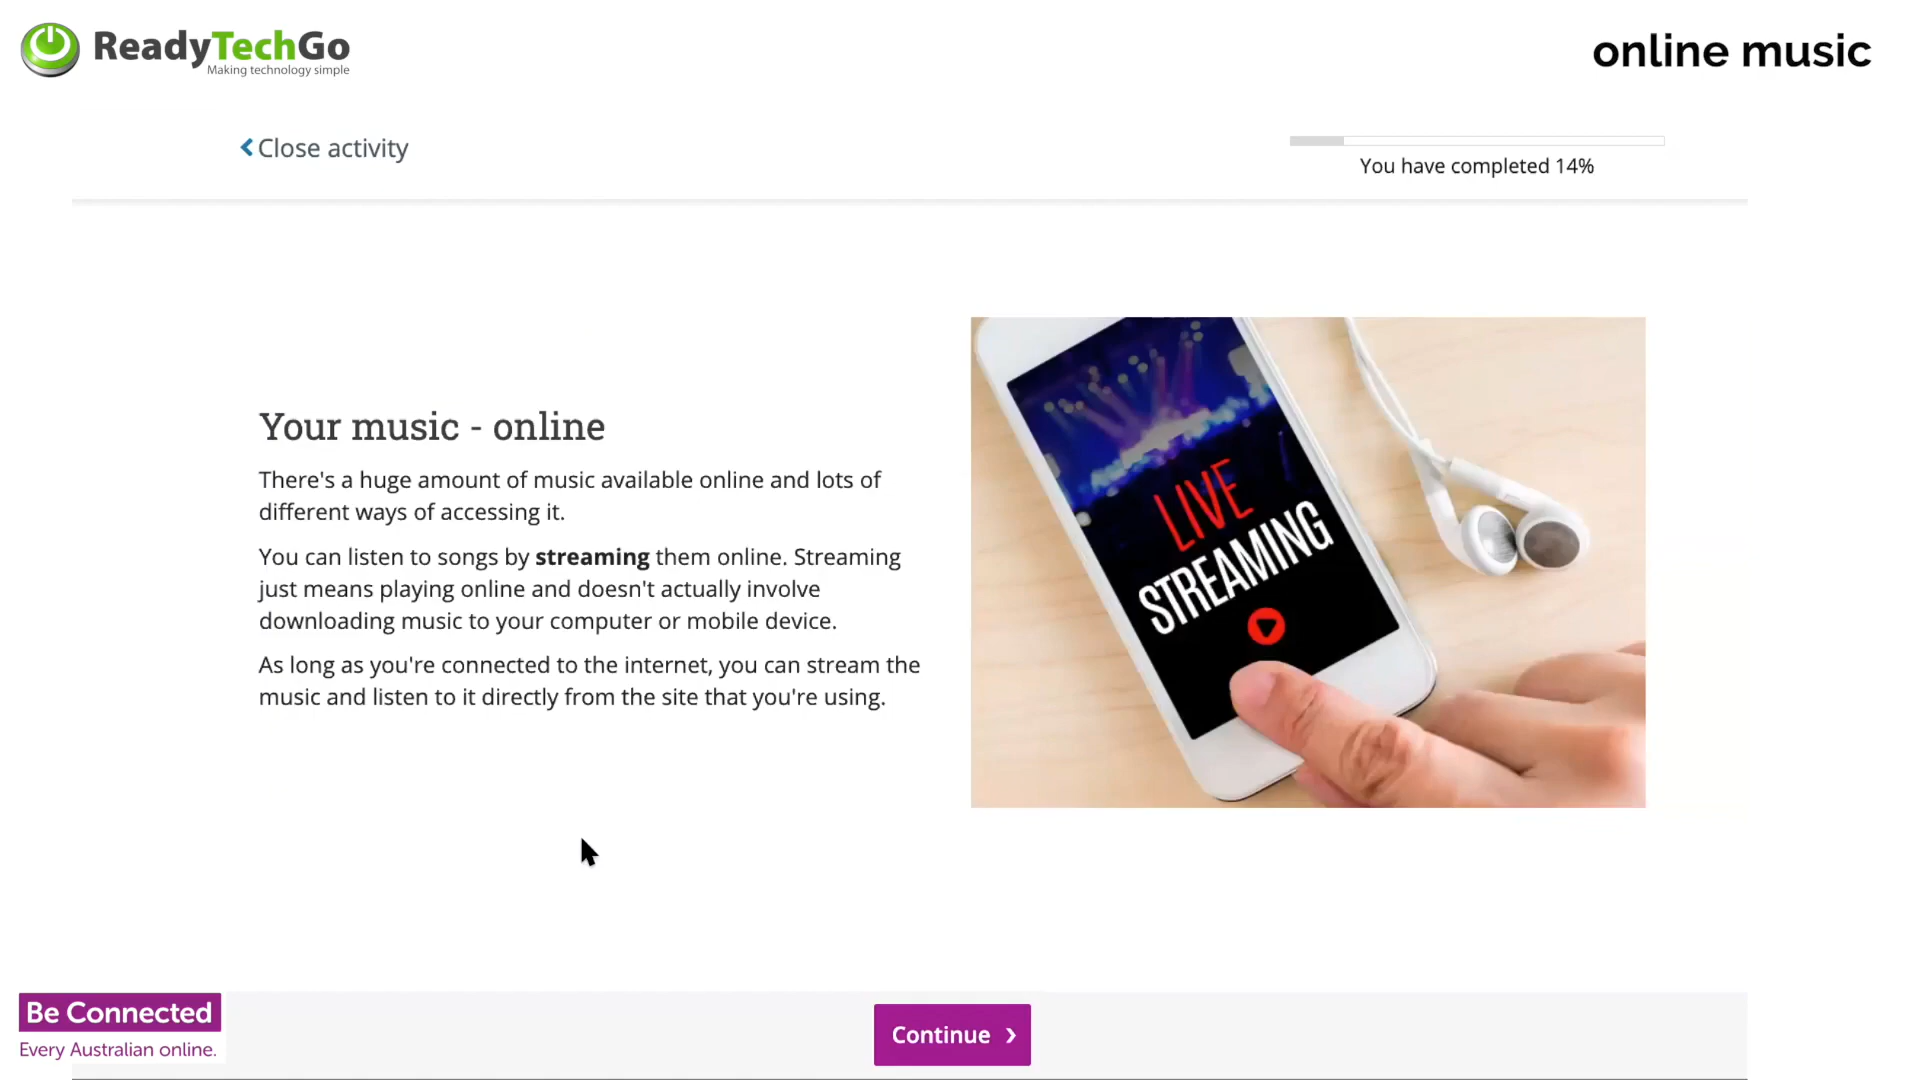 ReadyTechGo
Making technology simple
online music
Close activity
You have completed 14%
Your music - online
There's a huge amount of music available online and lots of
different ways of accessing it.
You can listen to songs by streaming them online. Streaming
just means playing online and doesn't actually involve
downloading music to your computer or mobile device.
As long as you're connected to the internet, you can stream the
music and listen to it directly from the site that you're using.
LIVE
STREAMING
Be Connected
Every Australian online.
Continue